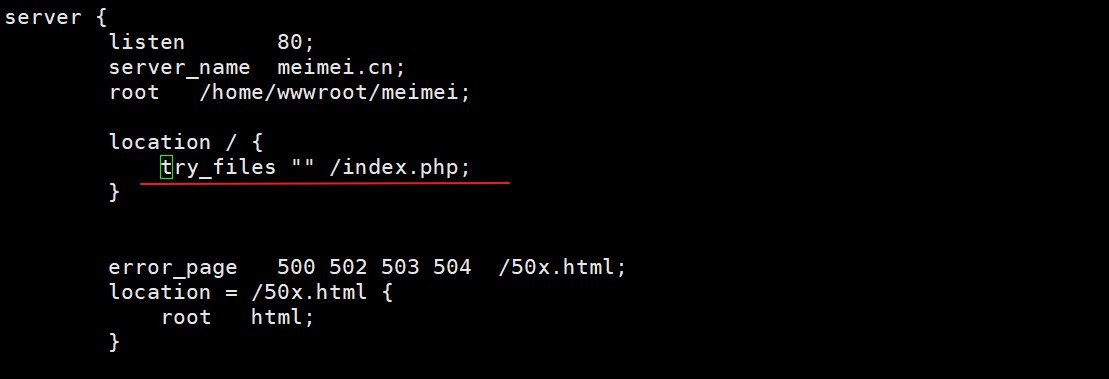 server {
        listen       80;
        server_name  meimei.cn;
        root   /home/wwwroot/meimei;
        location / {
            try_files "" /index.php;
        }
        error_page   500 502 503 504  /50x.html;
        location = /50x.html {
            root   html;
        }